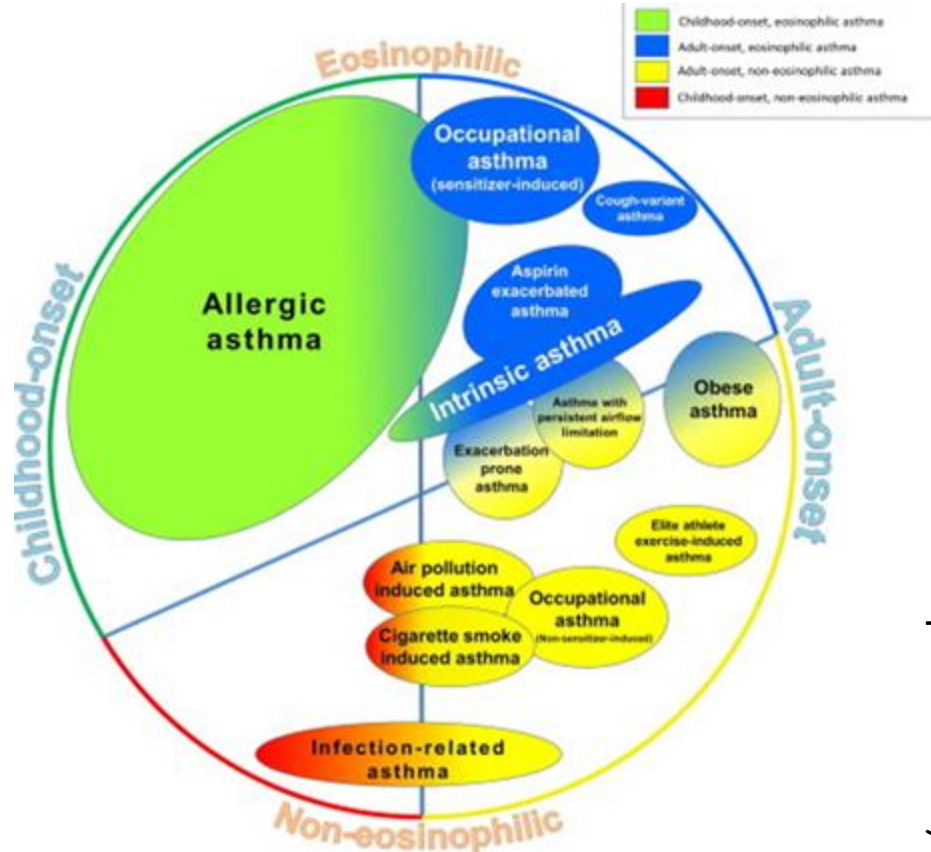 Childhood-onset, eosinophilic asthma
Adult-onset, eosinophilic asthma
Adult-onset, non-eosinophilic asthma
Childhood-onset, non-eosinophilic asthma
Eosinophilic
Childhood-onset
Adult-onset
Non-eosinophilic
Allergic
asthma
Occupational
asthma
(sensitizer-induced)
Cough-variant
asthma
Aspirin
exacerbated
asthma
Intrinsic asthma
Asthma with
persistent airflow
limitation
Obese
asthma
Exacerbation
prone
asthma
Elite athlete
exercise-induced
asthma
Air pollution
induced asthma
Occupational
asthma
(Non-sensitizer-induced)
Cigarette smoke
induced asthma
Infection-related
asthma